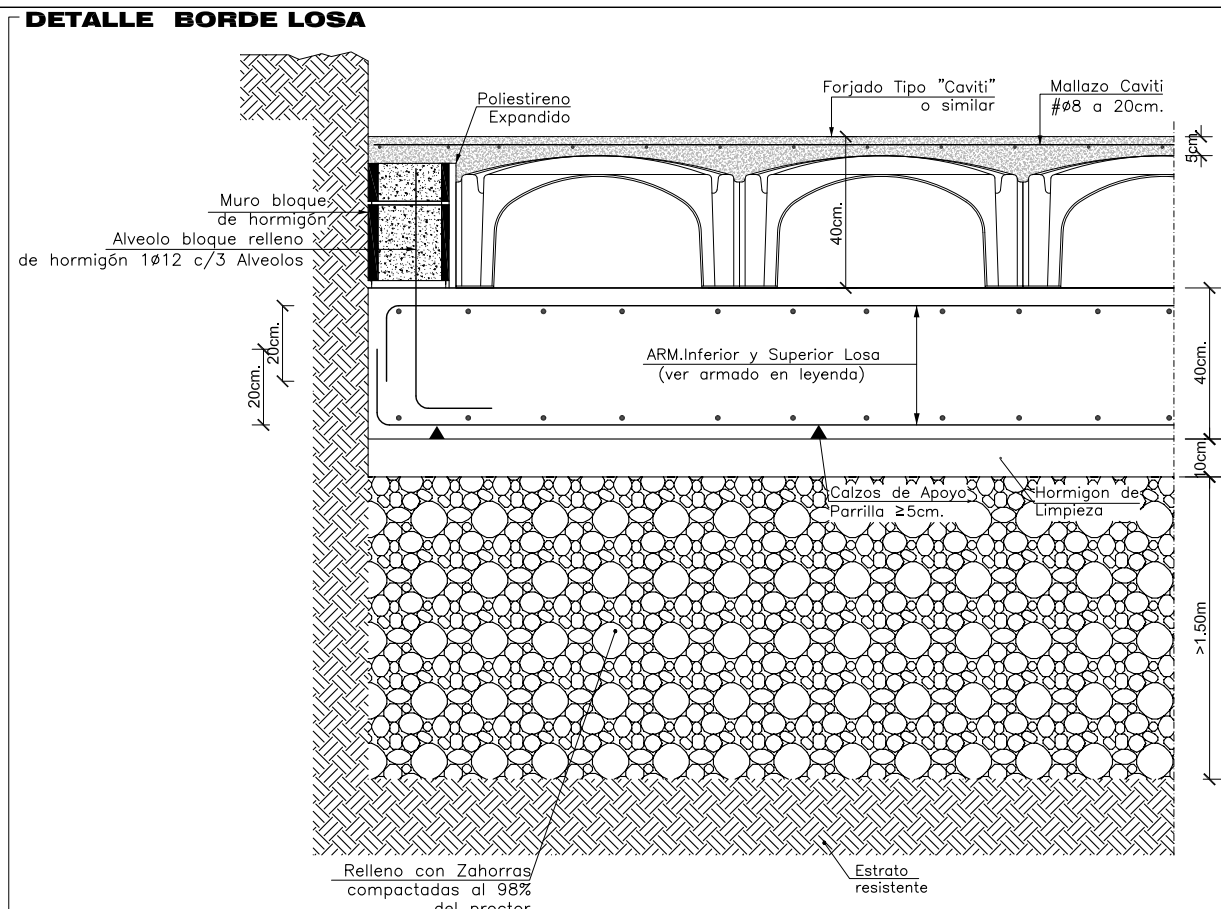 DETALLE BORDE LOSA
Forjado Tipo "Caviti"
o similar
Mallazo Caviti
#ø8 a 20cm.
Poliestireno
Expandido
5cm.
Muro bloque
de hormigón
Alveolo bloque relleno
de hormigón 1ø12 c/3 Alveolos
40cm.
20cm.
20cm.
ARM.Inferior y Superior Losa
(ver armado en leyenda)
40cm.
10cm.
Calzos de Apoyo
Parrilla ≥5cm.
Hormigon de
Limpieza
>1.50m
Relleno con Zahorras
compactadas al 98%
del proctor
Estrato
resistente